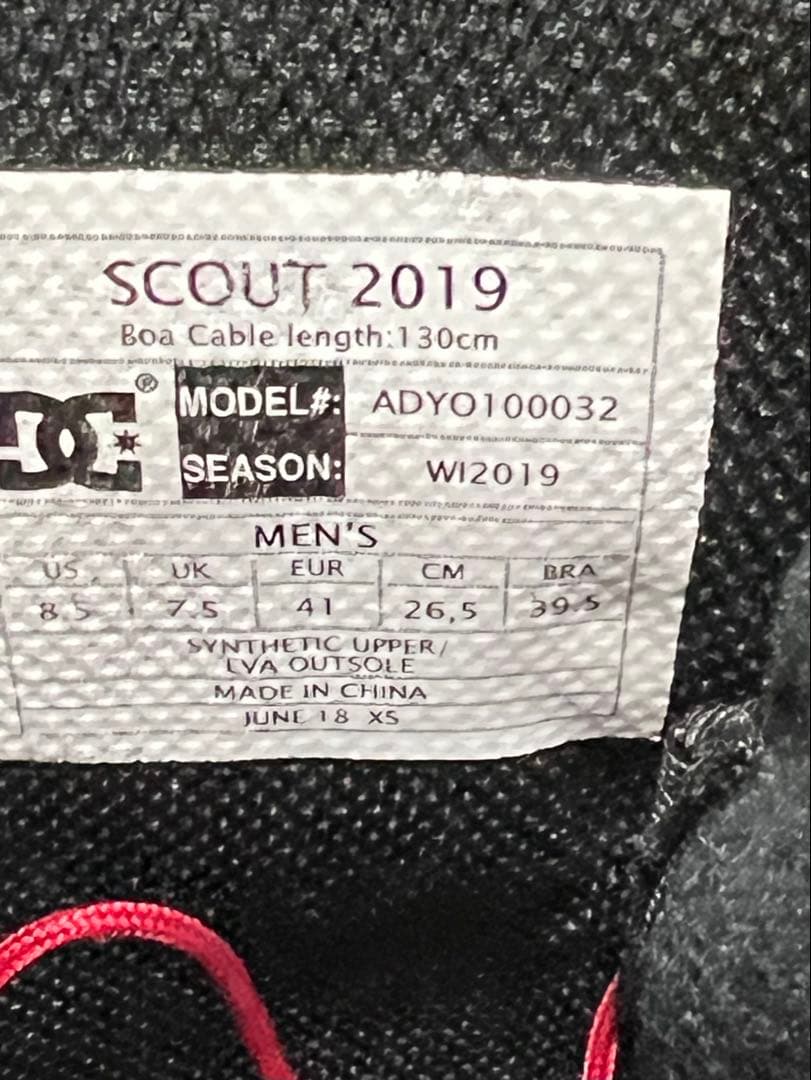 SCOUT 2019
Boa Cable length:130cm
®
MODEL#: ADYO100032
SEASON: WI2019
MEN'S
US UK EUR CM BRA
8.5 7.5 41 26,5 39.5
SYNTHETIC UPPER/
EVA OUTSOLE
MADE IN CHINA
JUNE 18 XS